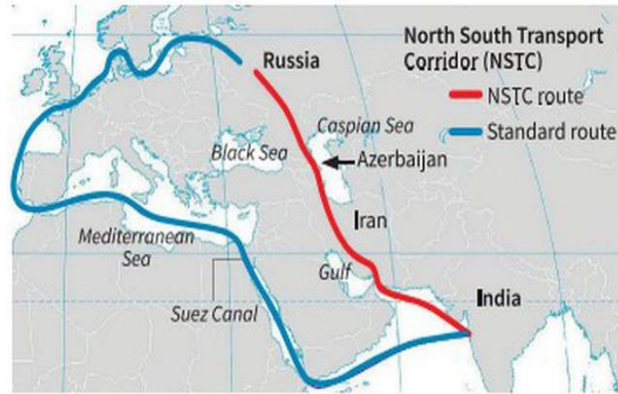 North South Transport
Corridor (NSTC)
NSTC route
Standard route
Russia
Caspian Sea
Black Sea
Azerbaijan
Iran
Mediterranean
Sea
Gulf
Suez Canal
India